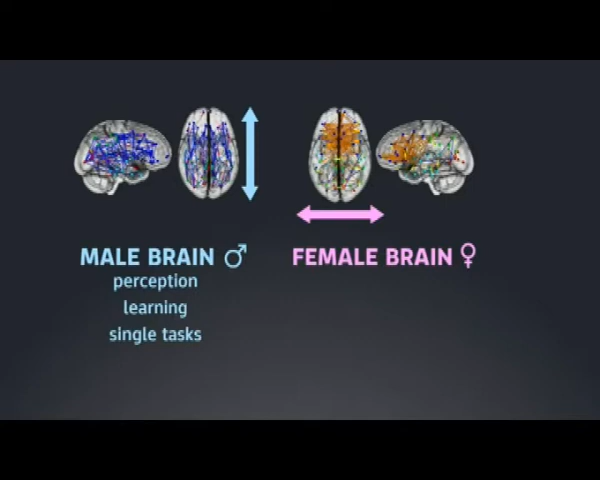 MALE BRAIN ♂
perception
learning
single tasks
FEMALE BRAIN ♀